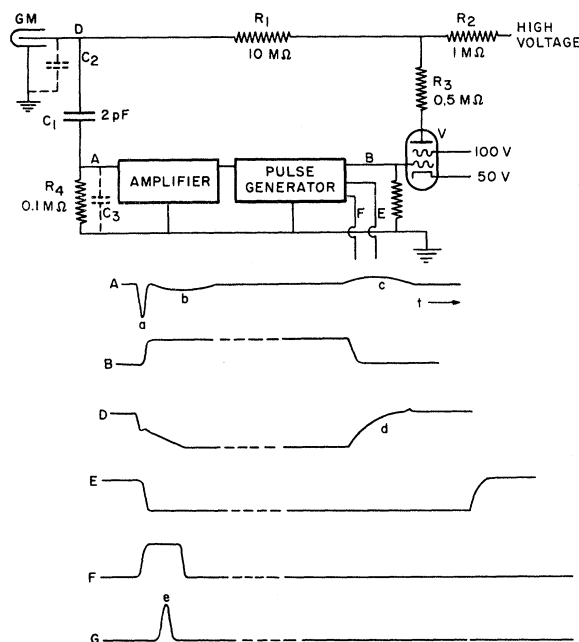 GM
D
R1
10 MΩ
R2
1 MΩ
HIGH
VOLTAGE
C2
R3
0.5 MΩ
C1
2 pF
V
100 V
50 V
A
AMPLIFIER
PULSE
GENERATOR
B
R4
0.1 MΩ
C3
F
E
A
a
b
c
t
B
D
d
E
F
e
G